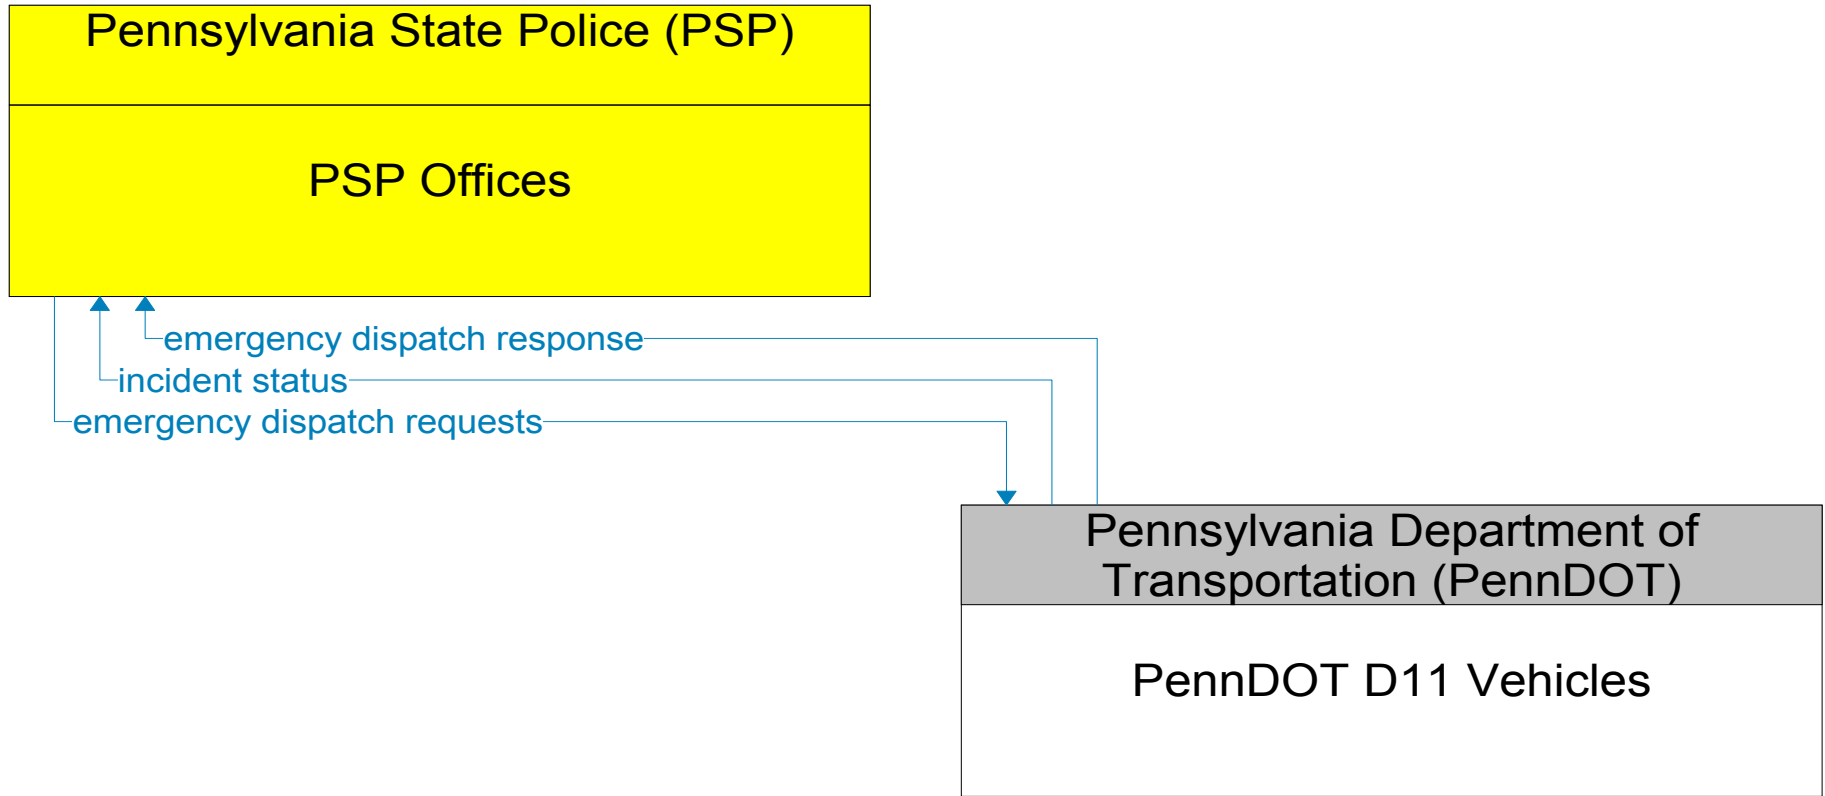 Pennsylvania State Police (PSP)
PSP Offices
emergency dispatch response
incident status
emergency dispatch requests
Pennsylvania Department of
Transportation (PennDOT)
PennDOT D11 Vehicles